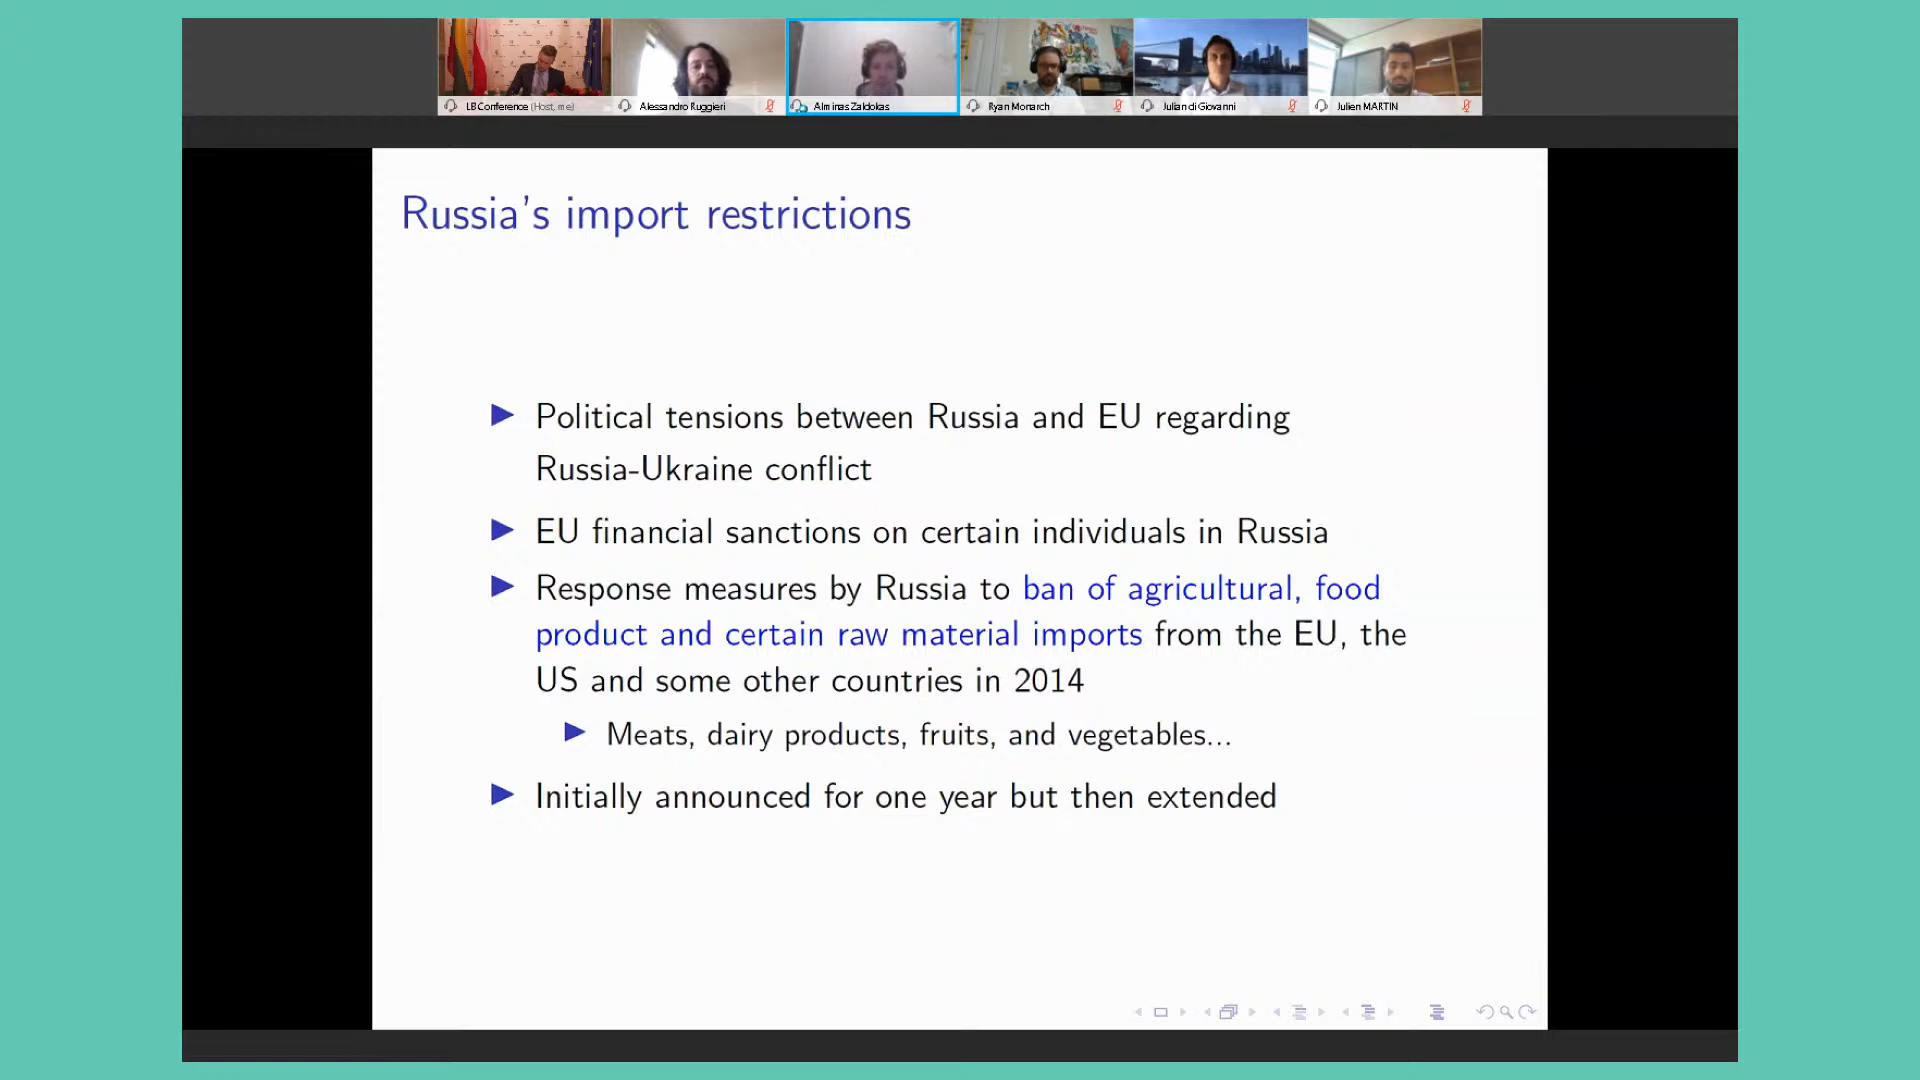 LB Conference (Host, me)
Alessandro Ruggieri
Alminas Zaldokas
Ryan Monarch
Julian di Giovanni
Julien MARTIN
Russia's import restrictions
Political tensions between Russia and EU regarding
Russia-Ukraine conflict
EU financial sanctions on certain individuals in Russia
Response measures by Russia to ban of agricultural, food
product and certain raw material imports from the EU, the
US and some other countries in 2014
Meats, dairy products, fruits, and vegetables...
Initially announced for one year but then extended